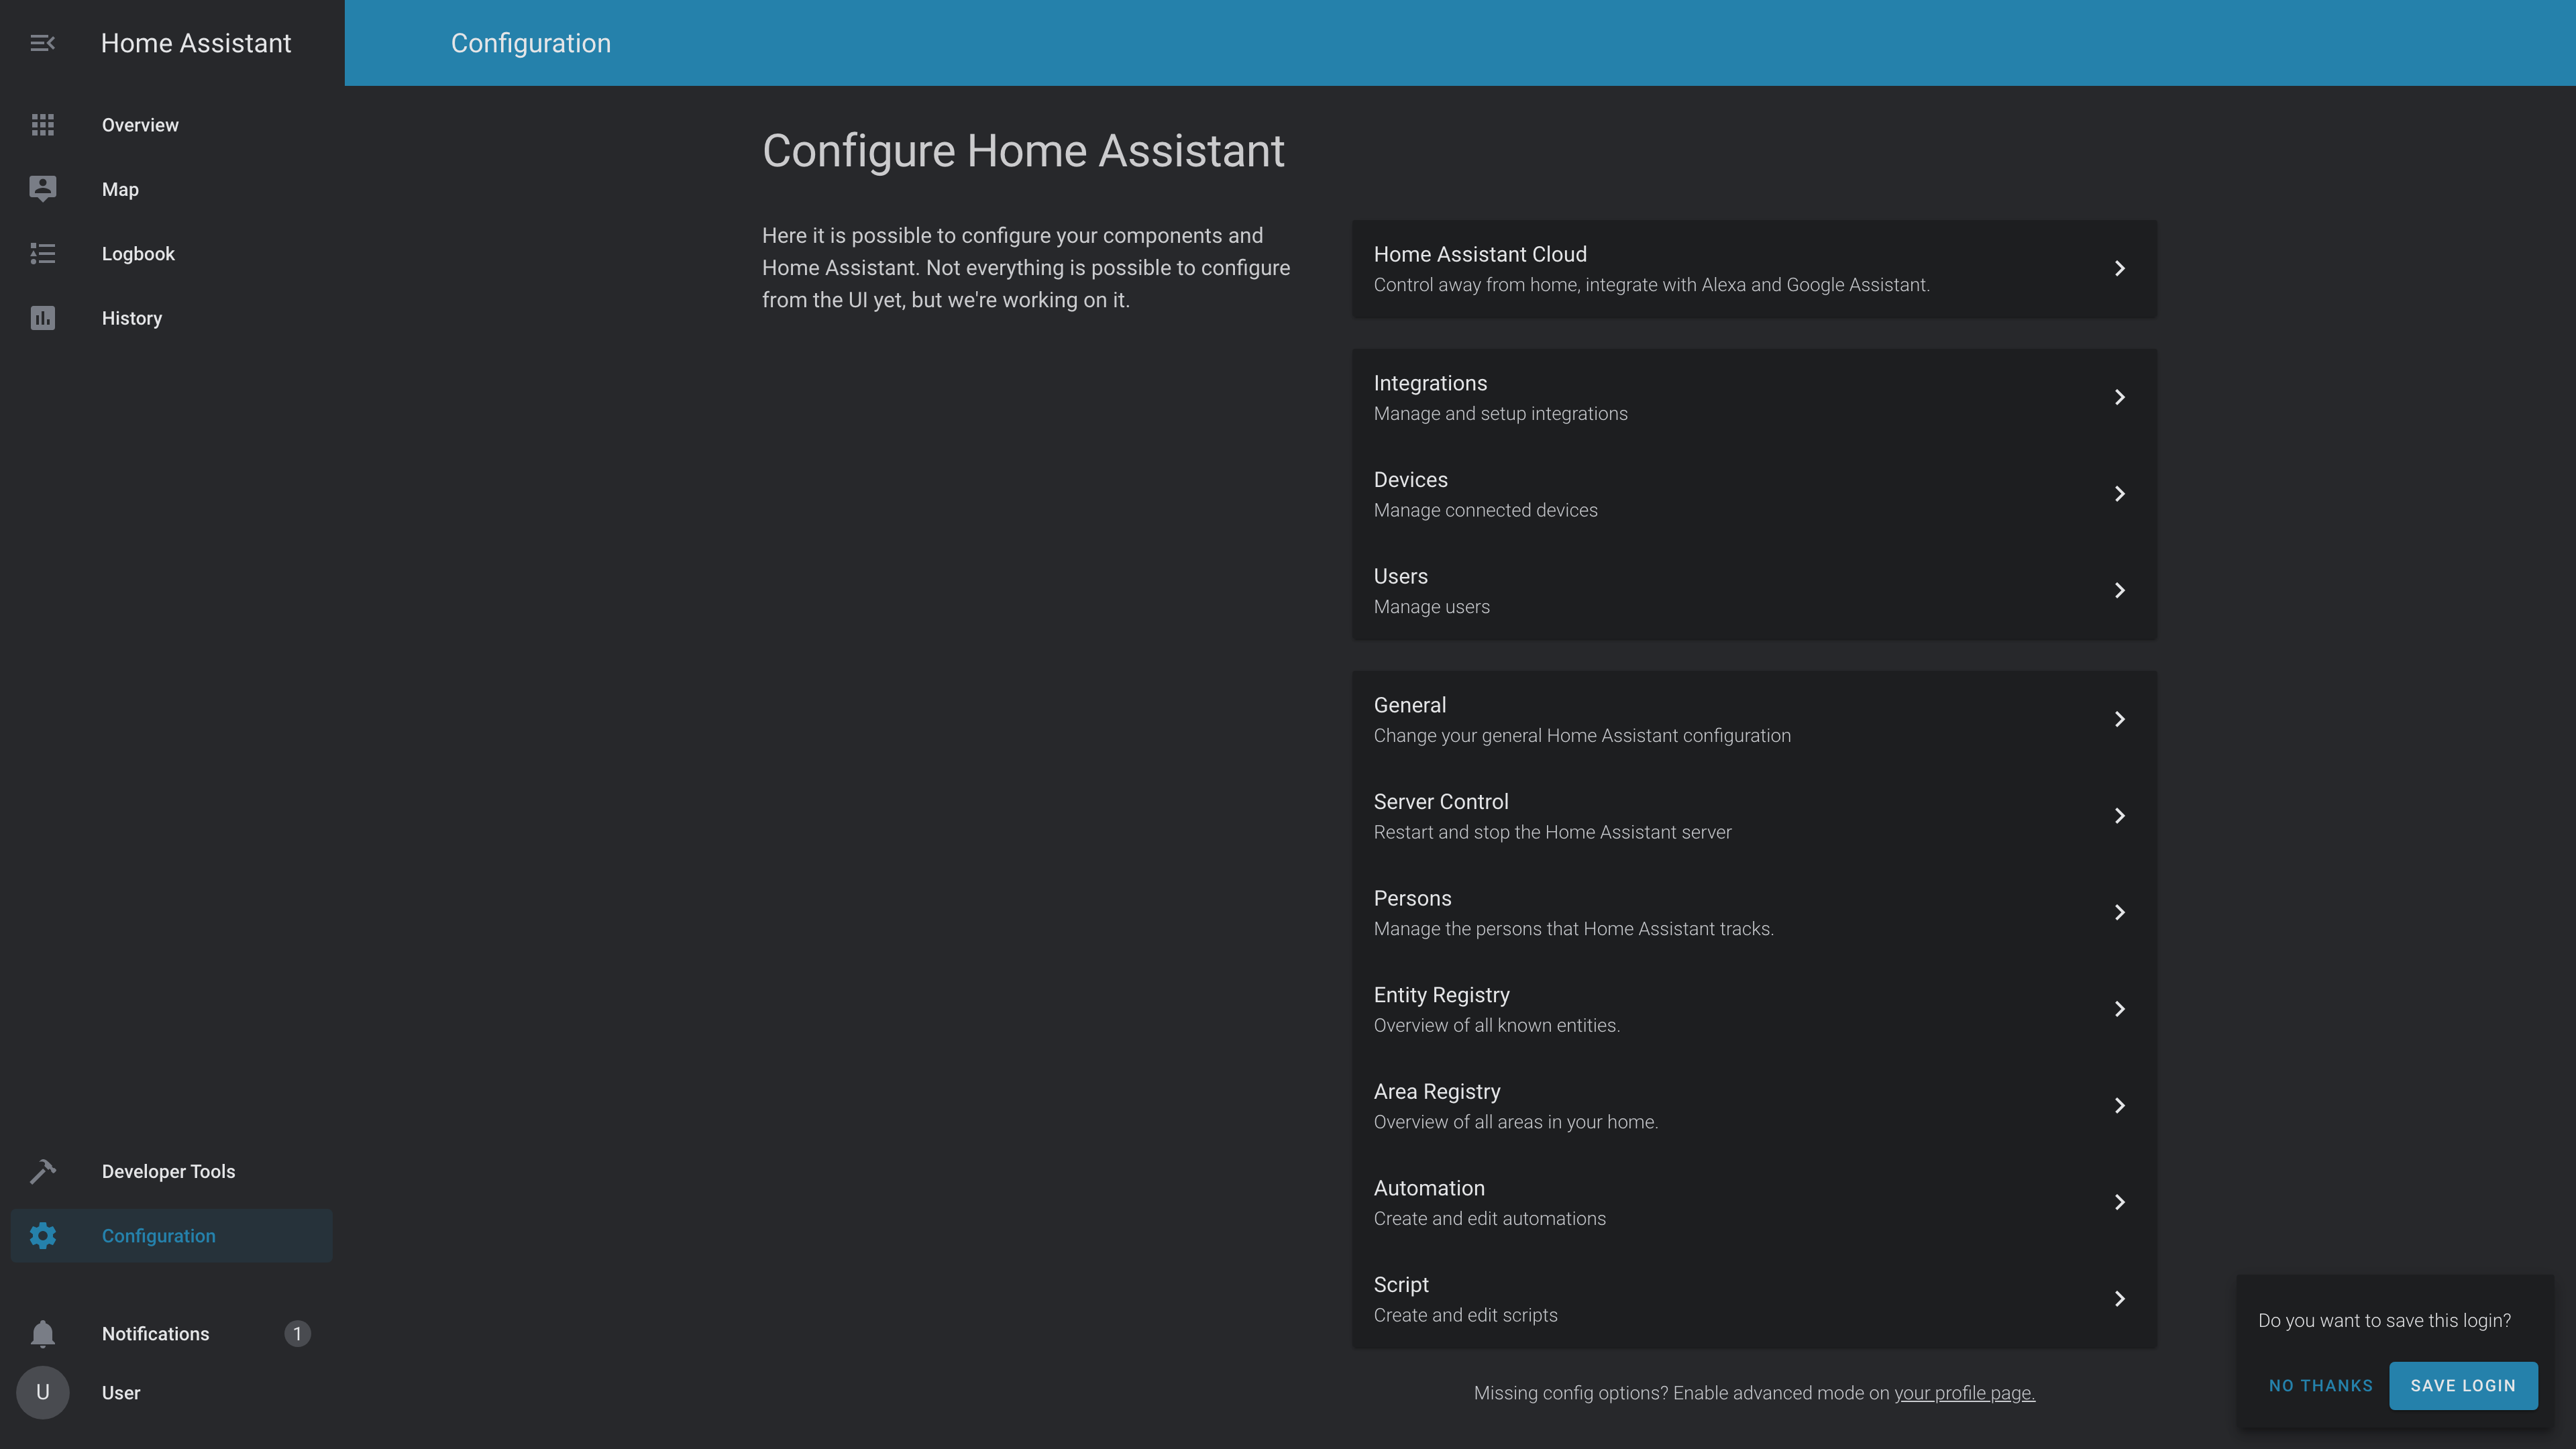 Home Assistant
Configuration
Overview
Map
Logbook
History
Developer Tools
Configuration
Notifications 1
U User
Configure Home Assistant
Here it is possible to configure your components and
Home Assistant. Not everything is possible to configure
from the UI yet, but we're working on it.
Home Assistant Cloud
Control away from home, integrate with Alexa and Google Assistant.
Integrations
Manage and setup integrations
Devices
Manage connected devices
Users
Manage users
General
Change your general Home Assistant configuration
Server Control
Restart and stop the Home Assistant server
Persons
Manage the persons that Home Assistant tracks.
Entity Registry
Overview of all known entities.
Area Registry
Overview of all areas in your home.
Automation
Create and edit automations
Script
Create and edit scripts
Missing config options? Enable advanced mode on your profile page.
Do you want to save this login?
NO THANKS SAVE LOGIN